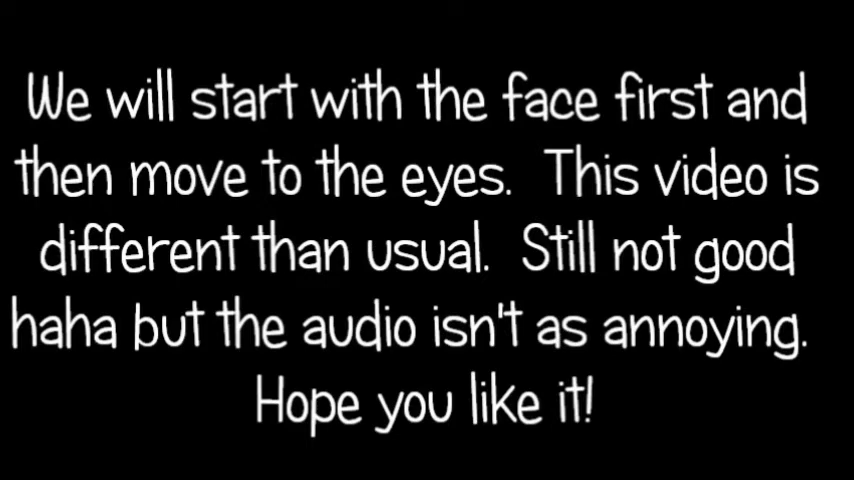 We will start with the face first and
then move to the eyes.  This video is
different than usual.  Still not good
haha but the audio isn't as annoying.
Hope you like it!